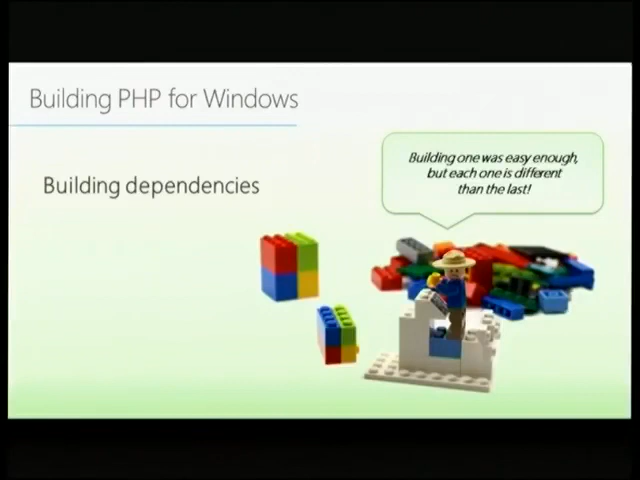 Building PHP for Windows
Building dependencies
Building one was easy enough,
but each one is different
than the last!